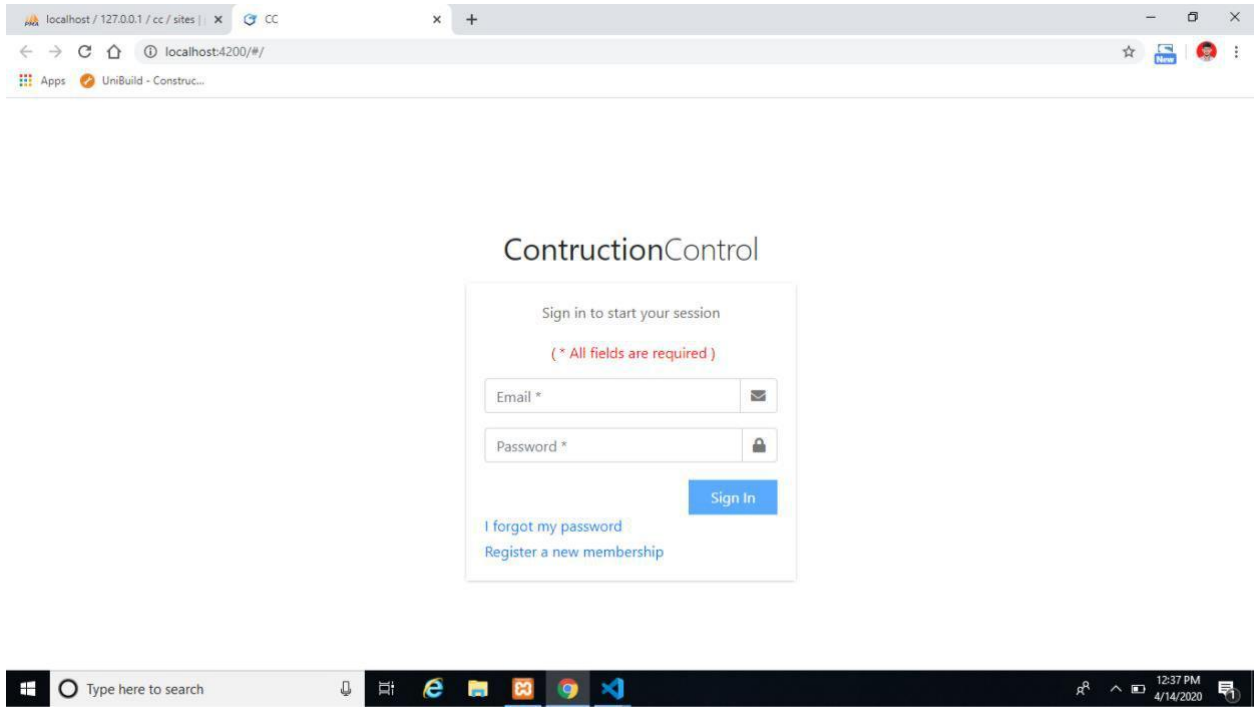 localhost / 127.0.0.1 / cc / sites |
CC
localhost:4200/#/
New
Apps
UniBuild - Construc...
ContructionControl
Sign in to start your session
( * All fields are required )
Email *
Password *
Sign In
I forgot my password
Register a new membership
Type here to search
12:37 PM
4/14/2020
1